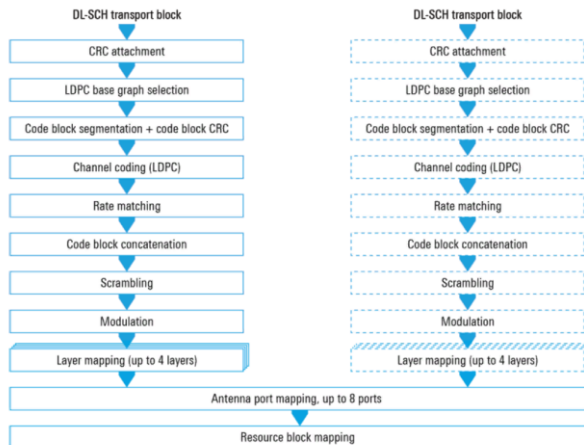 DL-SCH transport block
CRC attachment
LDPC base graph selection
Code block segmentation + code block CRC
Channel coding (LDPC)
Rate matching
Code block concatenation
Scrambling
Modulation
Layer mapping (up to 4 layers)
DL-SCH transport block
CRC attachment
LDPC base graph selection
Code block segmentation + code block CRC
Channel coding (LDPC)
Rate matching
Code block concatenation
Scrambling
Modulation
Layer mapping (up to 4 layers)
Antenna port mapping, up to 8 ports
Resource block mapping